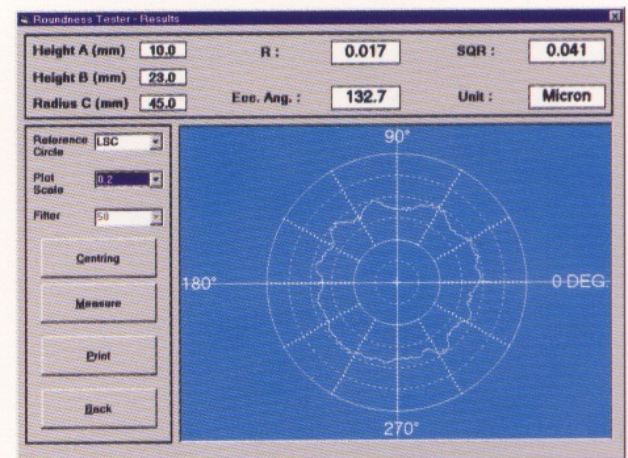 Roundness Tester - Results
Height A (mm) 10.0
Height B (mm) 23.0
Radius C (mm) 45.0
R : 0.017
SQR : 0.041
Ecc. Ang. : 132.7
Unit : Micron
Reference Circle LSC
Plot Scale 0.2
Filter 50
Centring
Measure
Print
Back
90°
180°
0 DEG.
270°